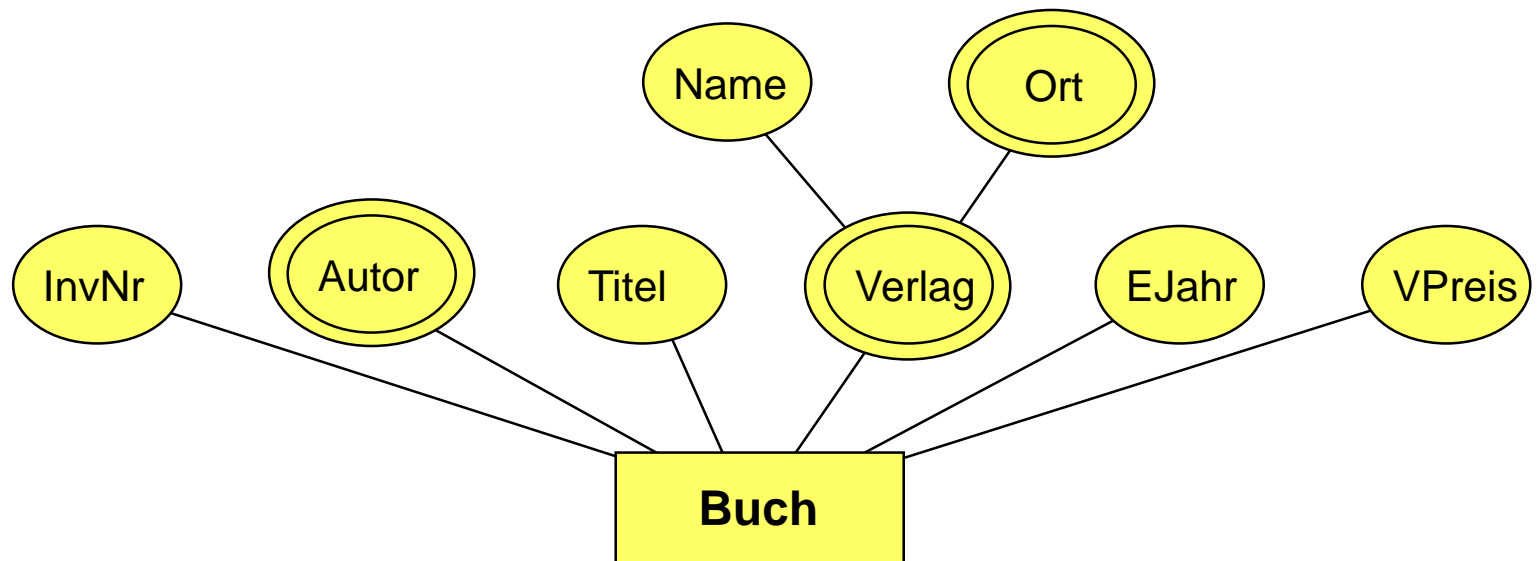 Name
Ort
InvNr
Autor
Titel
Verlag
EJahr
VPreis
Buch